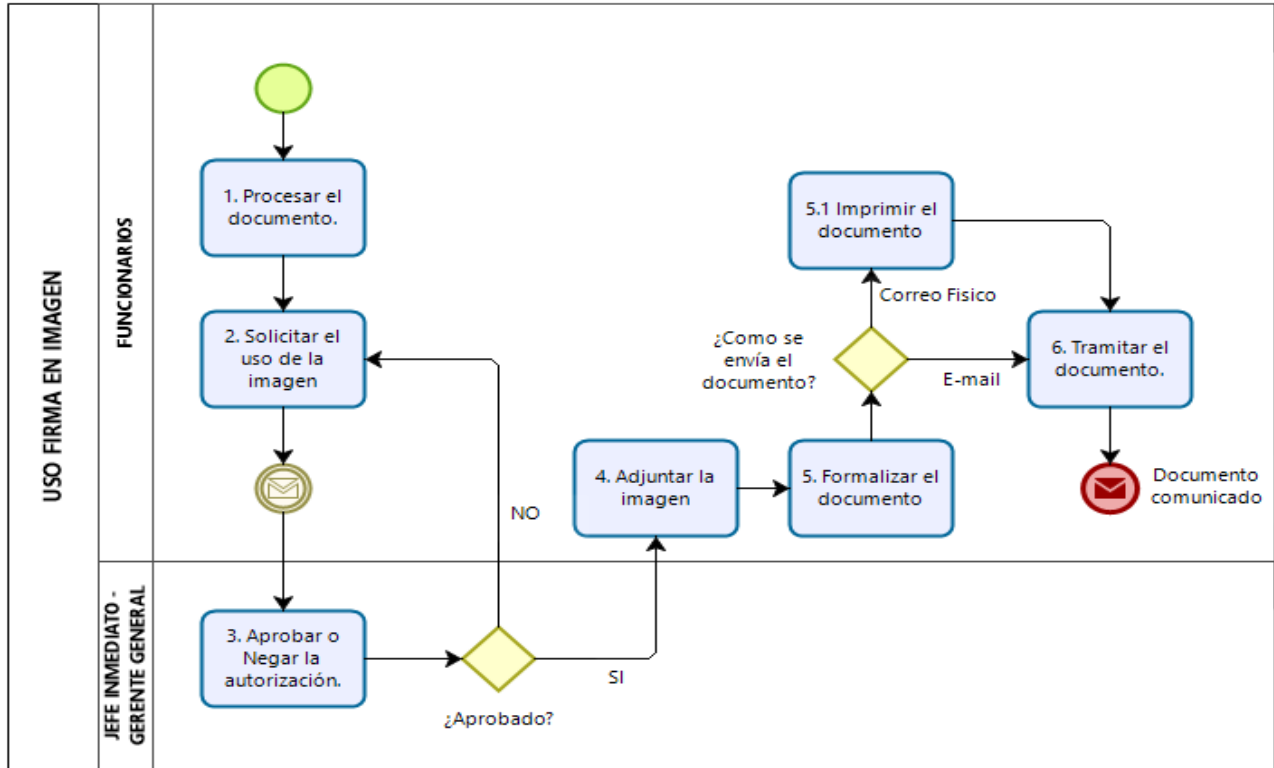 USO FIRMA EN IMAGEN
FUNCIONARIOS
1. Procesar el
documento.
2. Solicitar el
uso de la
imagen
NO
4. Adjuntar la
imagen
5. Formalizar el
documento
¿Como se
envía el
documento?
Correo Fisico
5.1 Imprimir el
documento
E-mail
6. Tramitar el
documento.
Documento
comunicado
JEFE INMEDIATO -
GERENTE GENERAL
3. Aprobar o
Negar la
autorización.
¿Aprobado?
SI